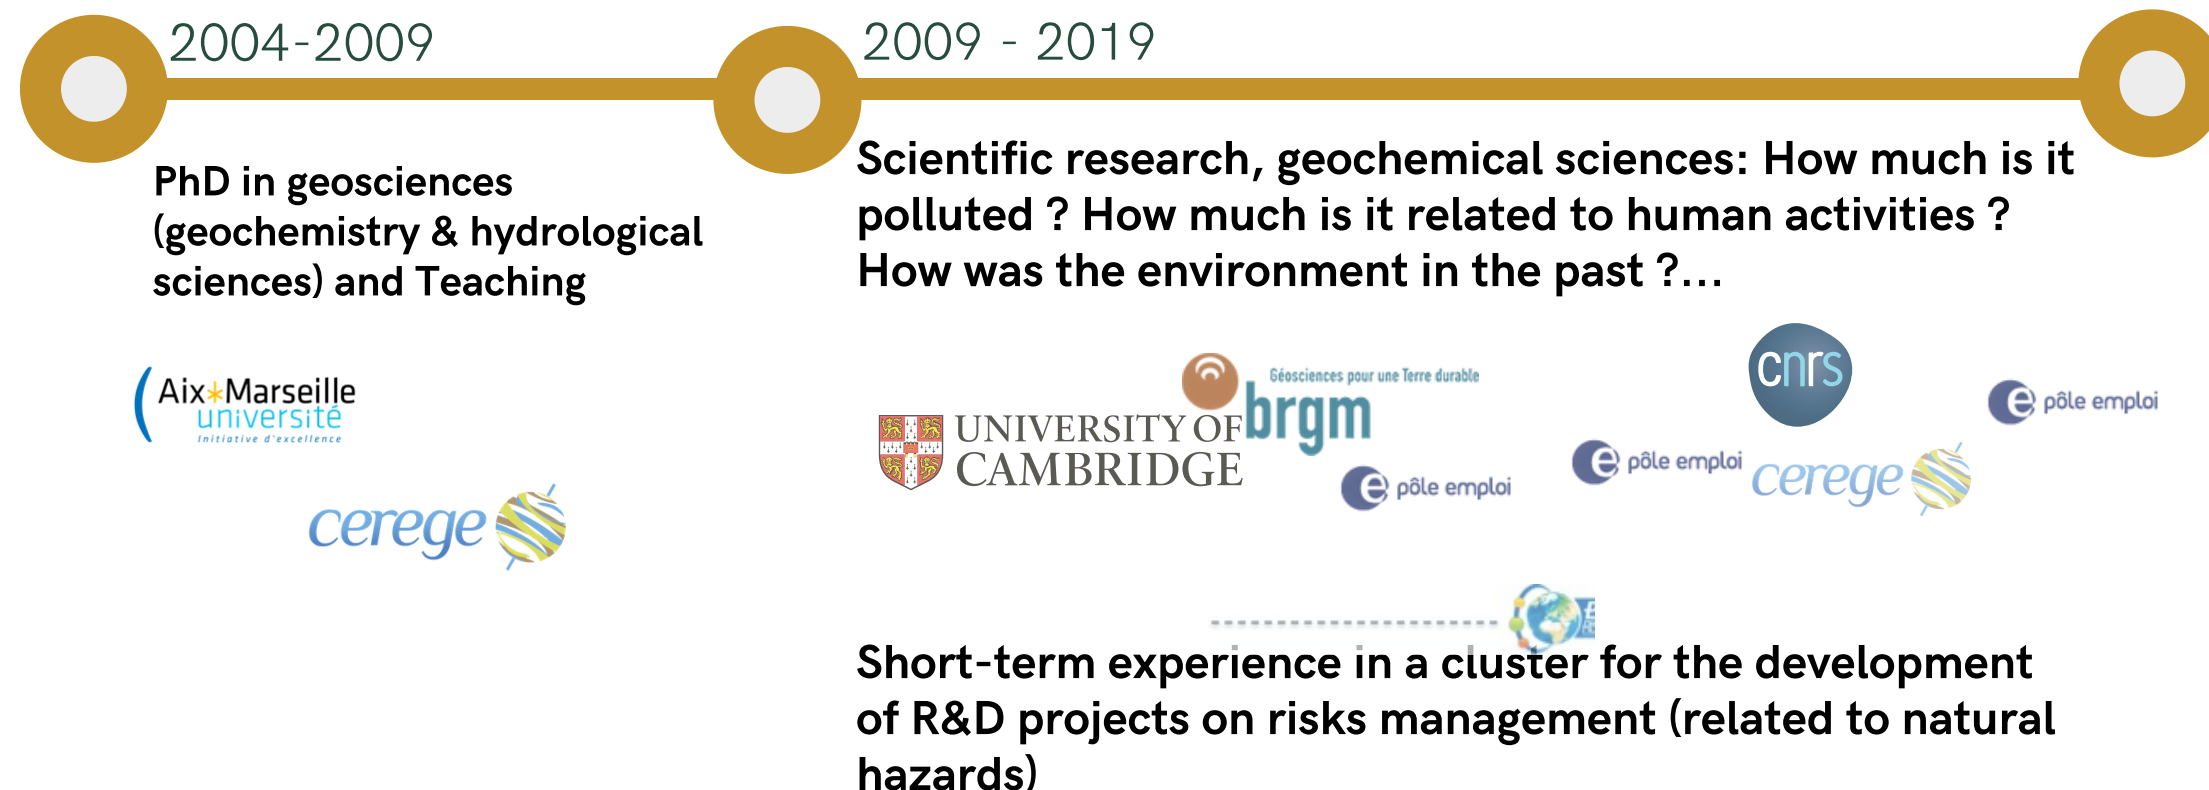 2004-2009
2009 - 2019
PhD in geosciences
(geochemistry & hydrological
sciences) and Teaching
Scientific research, geochemical sciences: How much is it
polluted ? How much is it related to human activities ?
How was the environment in the past ?...
Aix*Marseille
université
Initiative d'excellence
cerege
UNIVERSITY OF
CAMBRIDGE
Géosciences pour une Terre durable
brgm
pôle emploi
pôle emploi
cnrs
cerege
pôle emploi
Short-term experience in a cluster for the development
of R&D projects on risks management (related to natural
hazards)